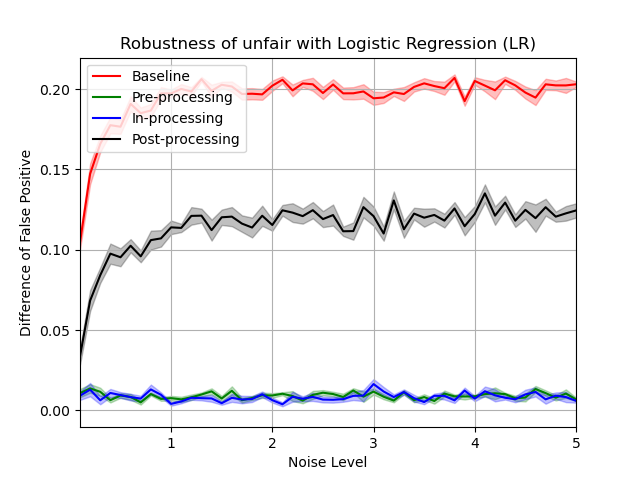 Robustness of unfair with Logistic Regression (LR)
Baseline
Pre-processing
In-processing
Post-processing
Difference of False Positive
0.20
0.15
0.10
0.05
0.00
1 2 3 4 5
Noise Level